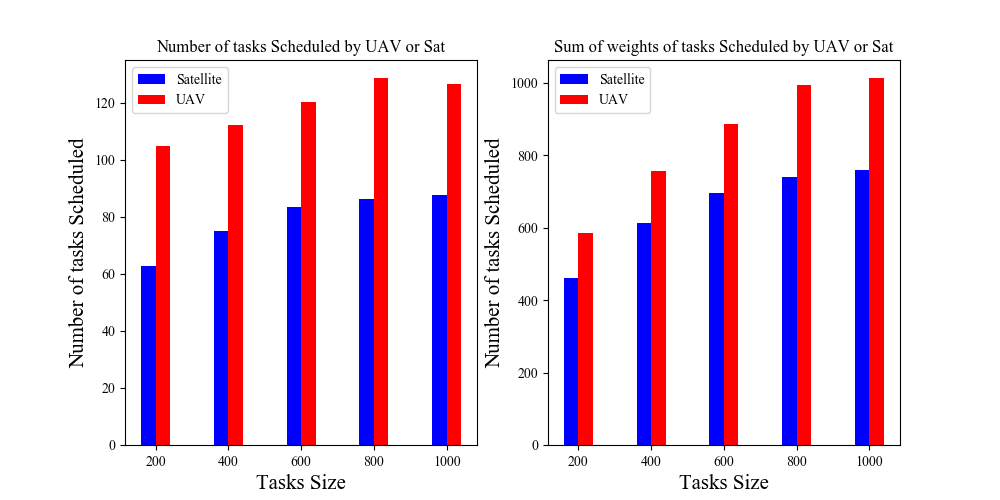 Number of tasks Scheduled by UAV or Sat
Satellite
UAV
Number of tasks Scheduled
120
100
80
60
40
20
0
200 400 600 800 1000
Tasks Size
Sum of weights of tasks Scheduled by UAV or Sat
Satellite
UAV
Number of tasks Scheduled
1000
800
600
400
200
0
200 400 600 800 1000
Tasks Size